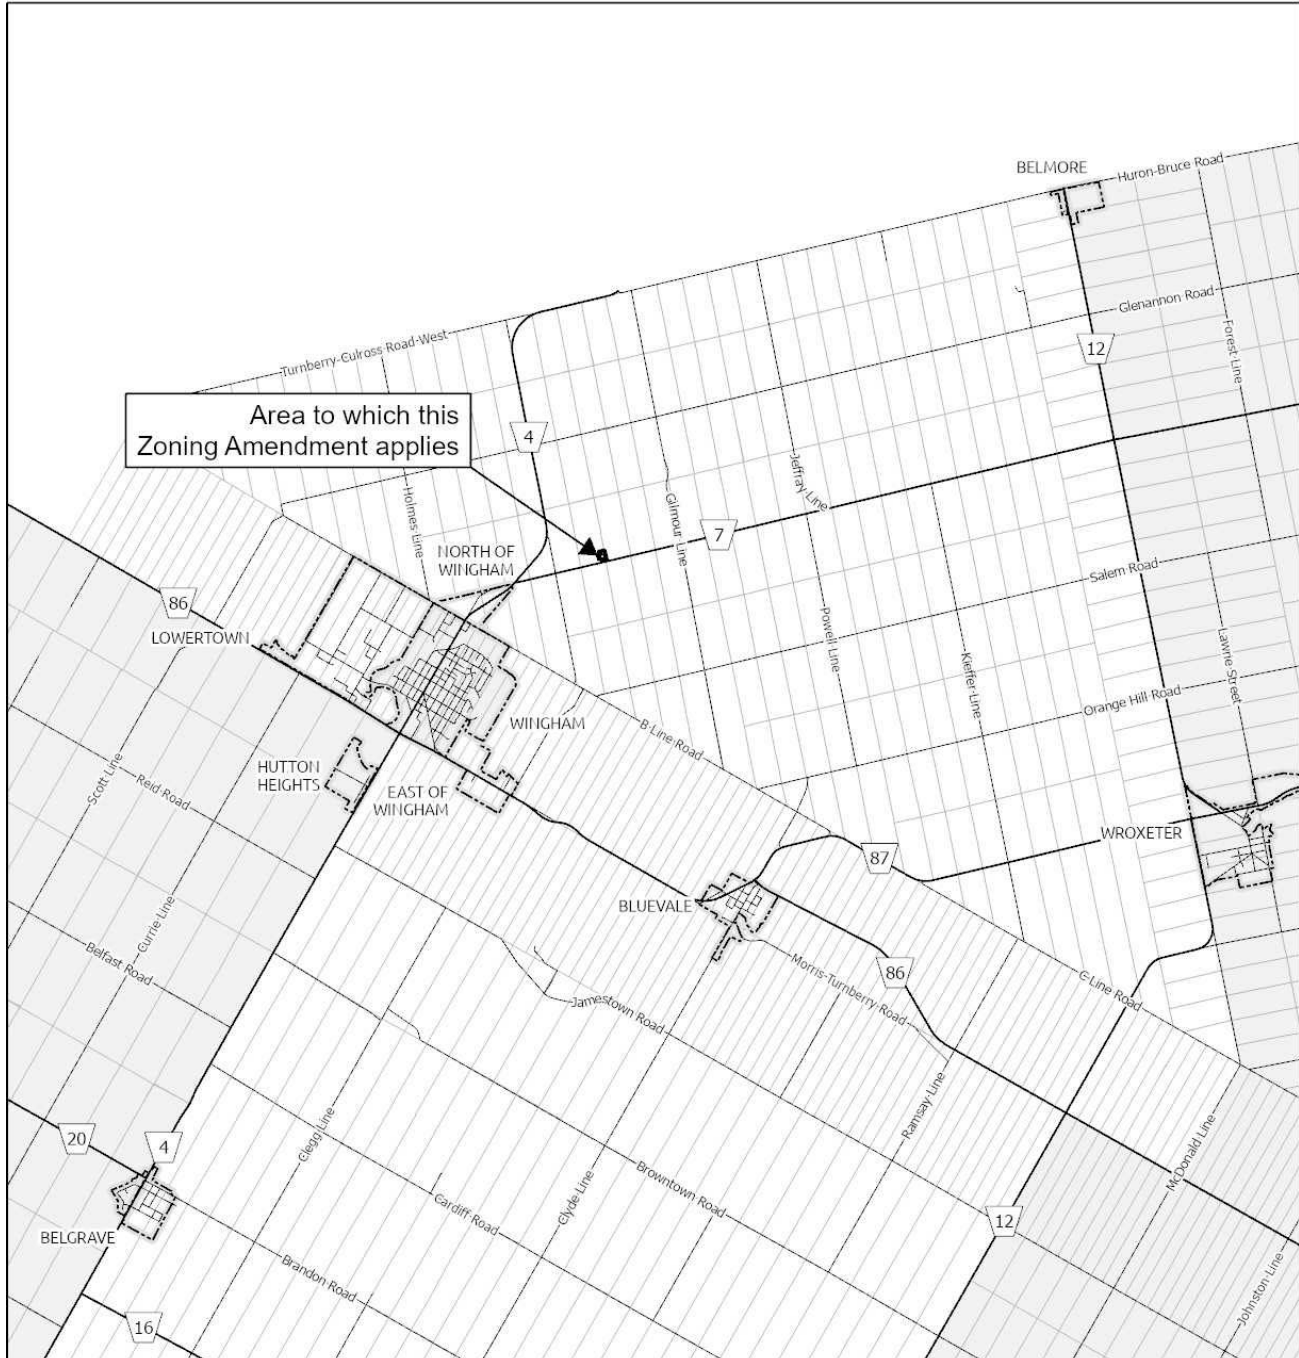 BELMORE
Huron-Bruce Road
Glenannon Road
Turnberry-Culross Road West
Forest Line
12
Area to which this
Zoning Amendment applies
4
Holmes Line
Gilmour Line
Jeffray Line
7
NORTH OF
WINGHAM
Salem Road
86
LOWERTOWN
Powell Line
Kieffer Line
Lawrie Street
Orange Hill Road
WINGHAM
B Line Road
Scott Line
Reid Road
HUTTON
HEIGHTS
EAST OF
WINGHAM
WROXETER
87
BLUEVALE
Currie Line
Belfast Road
Morris-Turnberry Road
86
C Line Road
Jamestown Road
Ramsay Line
McDonald Line
20
4
Clegg Line
Clyde Line
Browntown Road
Cardiff Road
12
BELGRAVE
Brandon Road
Johnston Line
16